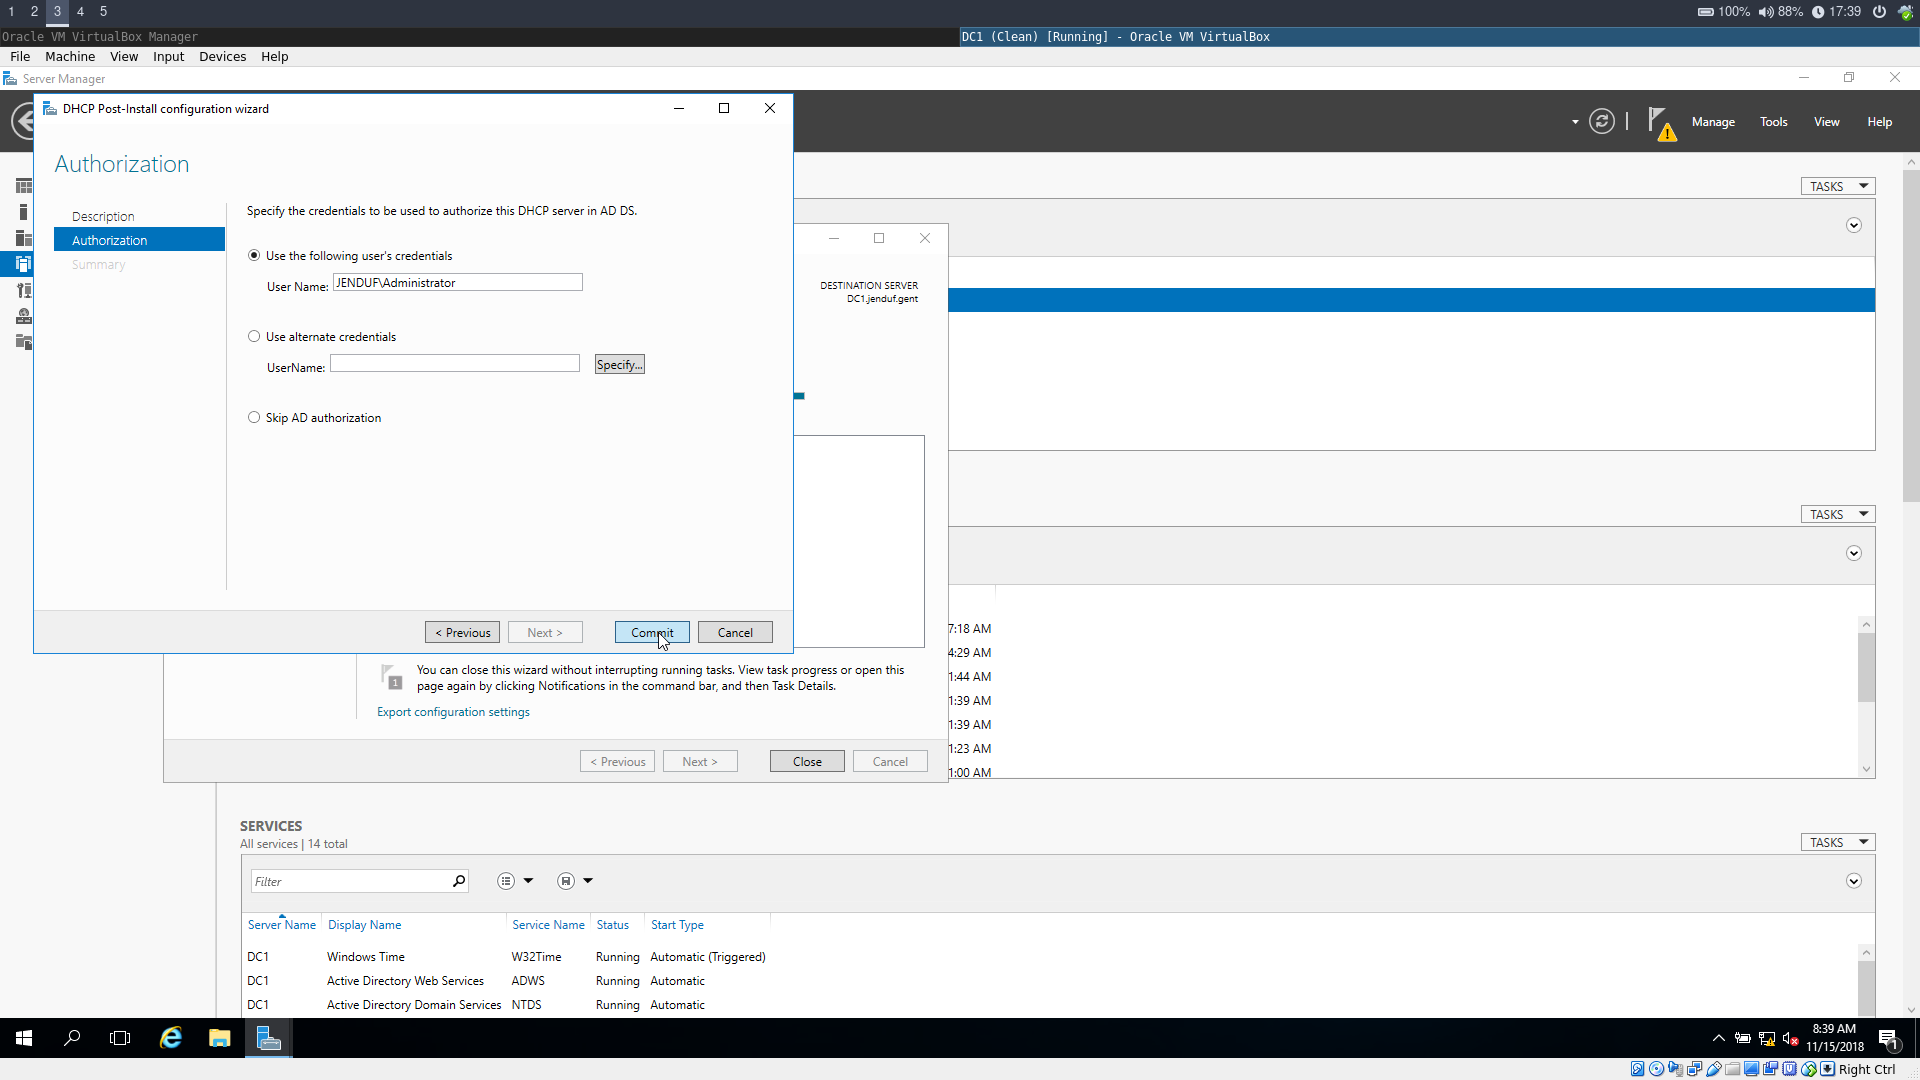 1 2 3 4 5
100% 88% 17:39
Oracle VM VirtualBox Manager
DC1 (Clean) [Running] - Oracle VM VirtualBox
File Machine View Input Devices Help
Server Manager
DHCP Post-Install configuration wizard
Manage Tools View Help
Authorization
TASKS
Description
Authorization
Summary
Specify the credentials to be used to authorize this DHCP server in AD DS.
Use the following user's credentials
User Name: JENDUF\Administrator
Use alternate credentials
UserName:
Specify...
Skip AD authorization
< Previous
Next >
Commit
Cancel
DESTINATION SERVER
DC1.jenduf.gent
You can close this wizard without interrupting running tasks. View task progress or open this
page again by clicking Notifications in the command bar, and then Task Details.
1
Export configuration settings
< Previous
Next >
Close
Cancel
TASKS
7:18 AM
4:29 AM
1:44 AM
1:39 AM
1:39 AM
1:23 AM
1:00 AM
SERVICES
All services | 14 total
TASKS
Filter
Server Name Display Name Service Name Status Start Type
DC1 Windows Time W32Time Running Automatic (Triggered)
DC1 Active Directory Web Services ADWS Running Automatic
DC1 Active Directory Domain Services NTDS Running Automatic
8:39 AM
11/15/2018
1
Right Ctrl